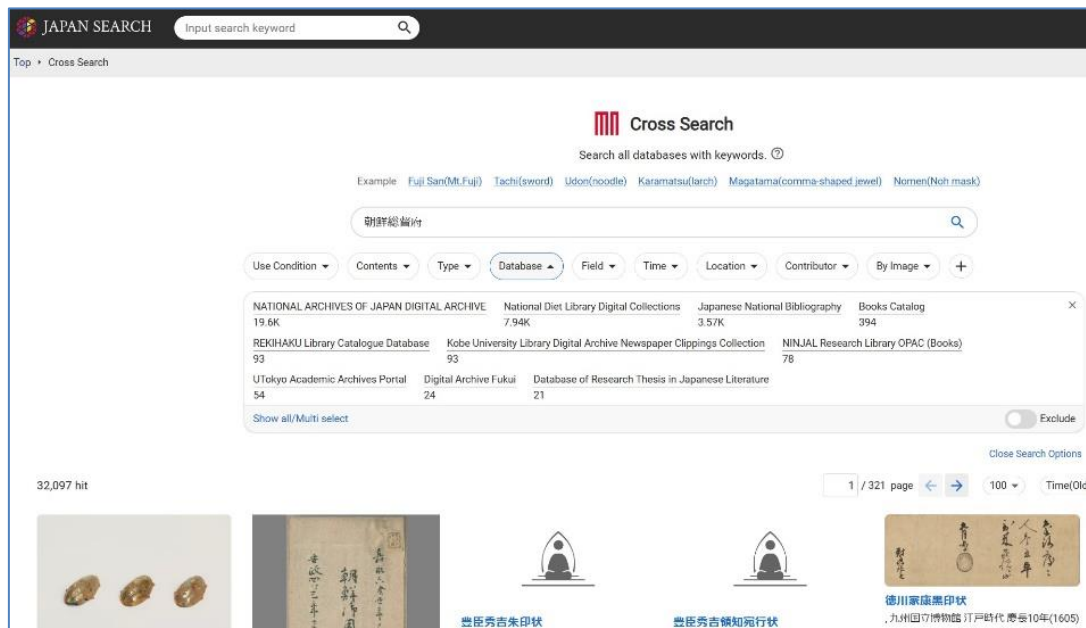 JAPAN SEARCH Input search keyword
Top ‣ Cross Search
Cross Search
Search all databases with keywords.
Example Fuji San(Mt.Fuji) Tachi(sword) Udon(noodle) Karamatsu(larch) Magatama(comma-shaped jewel) Nomen(Noh mask)
朝鮮総督府
Use Condition Contents Type Database Field Time Location Contributor By Image +
NATIONAL ARCHIVES OF JAPAN DIGITAL ARCHIVE National Diet Library Digital Collections Japanese National Bibliography Books Catalog
19.6K 7.94K 3.57K 394
REKIHAKU Library Catalogue Database Kobe University Library Digital Archive Newspaper Clippings Collection NINJAL Research Library OPAC (Books)
93 93 78
UTokyo Academic Archives Portal Digital Archive Fukui Database of Research Thesis in Japanese Literature
54 24 21
Show all/Multi select Exclude
Close Search Options
32,097 hit 1 / 321 page 100 Time(Old
豊臣秀吉朱印状 豊臣秀吉領知宛行状 徳川家康黒印状
, 九州国立博物館 江戸時代 慶長10年(1605)